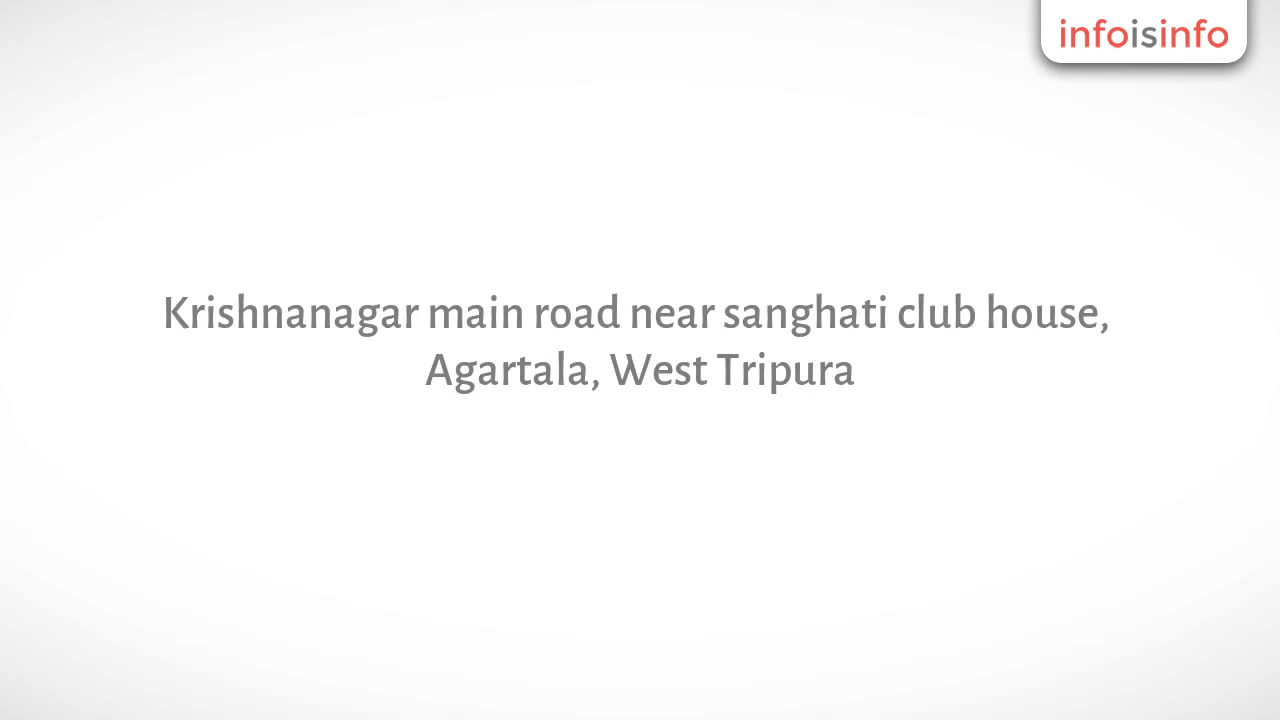 infoisinfo
Krishnanagar main road near sanghati club house,
Agartala, West Tripura